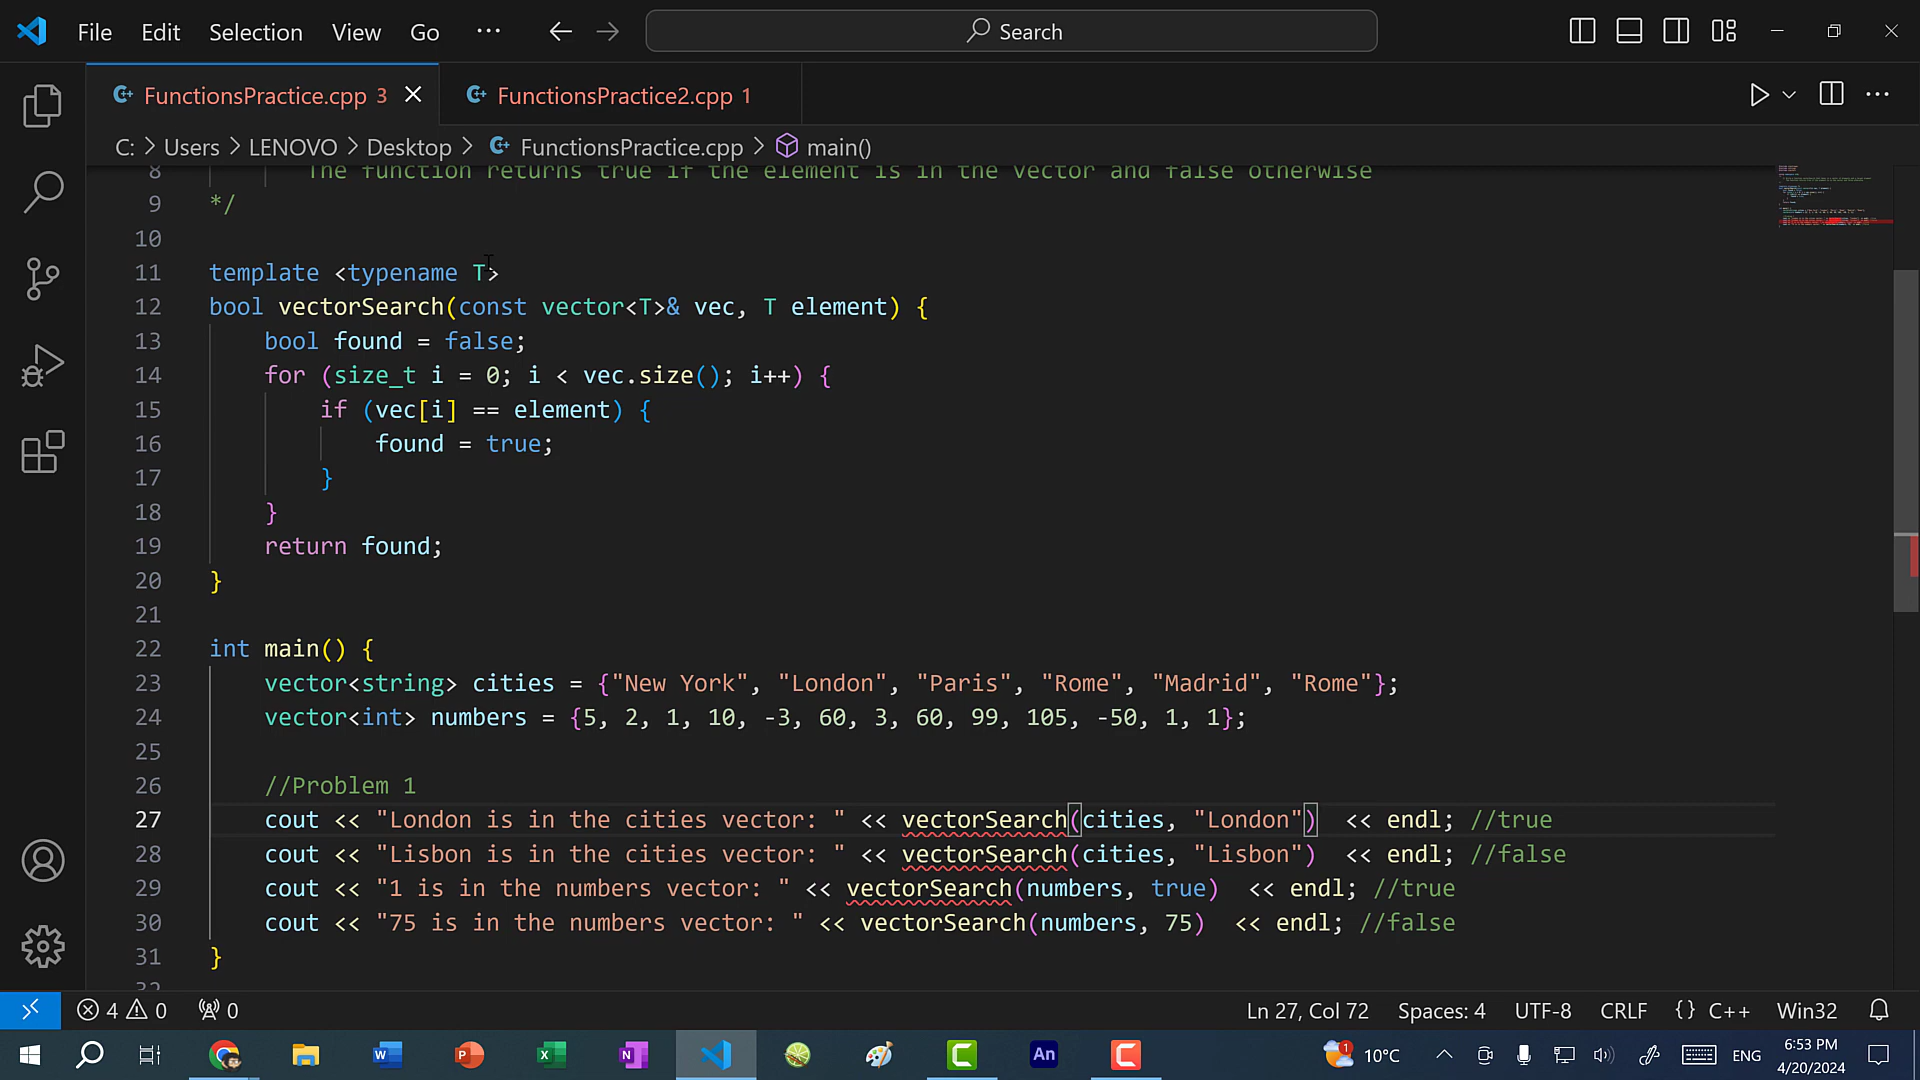 File Edit Selection View Go ... Search
FunctionsPractice.cpp 3 FunctionsPractice2.cpp 1
C: > Users > LENOVO > Desktop > FunctionsPractice.cpp > main()
8 The function returns true if the element is in the vector and false otherwise
9 */
10
11 template <typename T>
12 bool vectorSearch(const vector<T>& vec, T element) {
13 bool found = false;
14 for (size_t i = 0; i < vec.size(); i++) {
15 if (vec[i] == element) {
16 found = true;
17 }
18 }
19 return found;
20 }
21
22 int main() {
23 vector<string> cities = {"New York", "London", "Paris", "Rome", "Madrid", "Rome"};
24 vector<int> numbers = {5, 2, 1, 10, -3, 60, 3, 60, 99, 105, -50, 1, 1};
25
26 //Problem 1
27 cout << "London is in the cities vector: " << vectorSearch(cities, "London") << endl; //true
28 cout << "Lisbon is in the cities vector: " << vectorSearch(cities, "Lisbon") << endl; //false
29 cout << "1 is in the numbers vector: " << vectorSearch(numbers, true) << endl; //true
30 cout << "75 is in the numbers vector: " << vectorSearch(numbers, 75) << endl; //false
31 }
32
4 0 0 Ln 27, Col 72 Spaces: 4 UTF-8 CRLF {} C++ Win32
W P X N An C C 1 10°C ENG 6:53 PM
4/20/2024